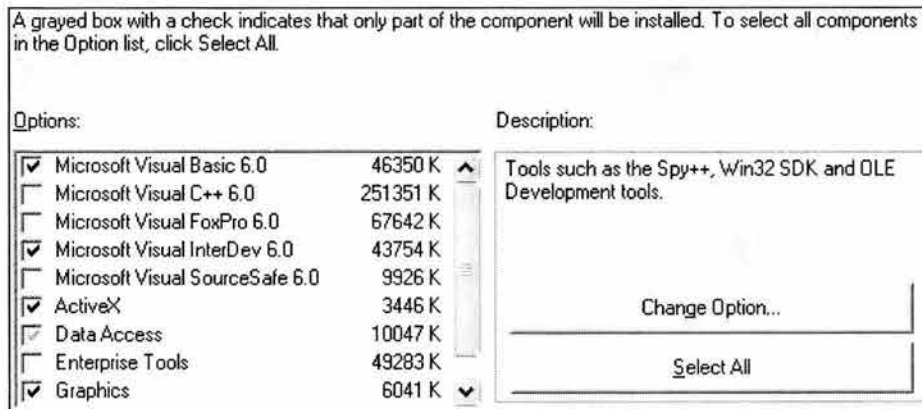 A grayed box with a check indicates that only part of the component will be installed. To select all components
in the Option list, click Select All.
Options:
Description:
Microsoft Visual Basic 6.0 46350 K
Microsoft Visual C++ 6.0 251351 K
Microsoft Visual FoxPro 6.0 67642 K
Microsoft Visual InterDev 6.0 43754 K
Microsoft Visual SourceSafe 6.0 9926 K
ActiveX 3446 K
Data Access 10047 K
Enterprise Tools 49283 K
Graphics 6041 K
Tools such as the Spy++, Win32 SDK and OLE
Development tools.
Change Option...
Select All